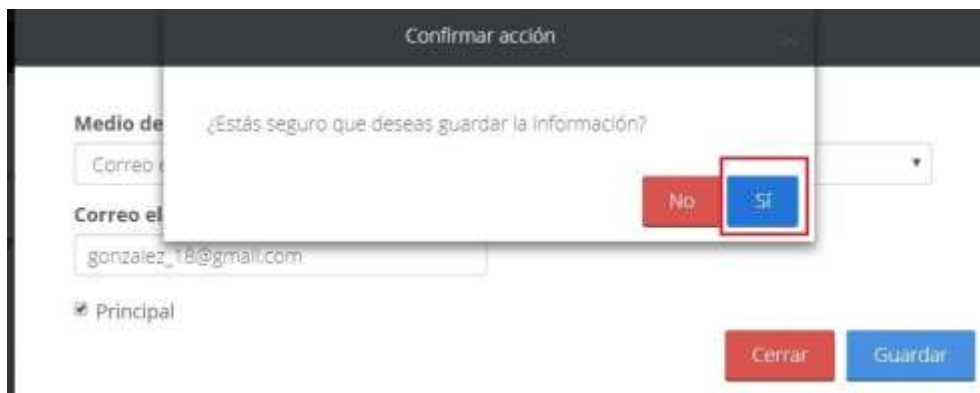 Confirmar acción
¿Estás seguro que deseas guardar la información?
No
Sí
Medio de
Correo e
Correo el
gonzalez_18@gmail.com
Principal
Cerrar
Guardar